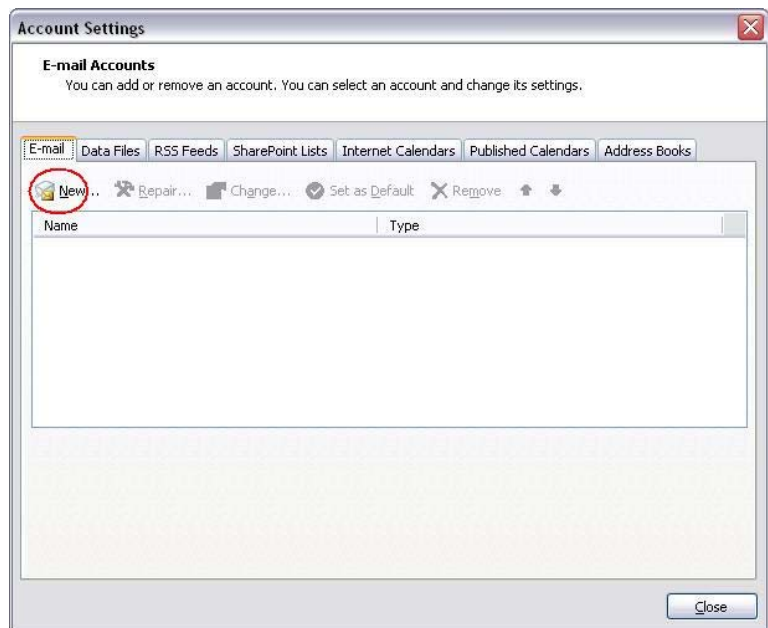 Account Settings
E-mail Accounts
You can add or remove an account. You can select an account and change its settings.
E-mail Data Files RSS Feeds SharePoint Lists Internet Calendars Published Calendars Address Books
New... Repair... Change... Set as Default Remove
Name Type
Close